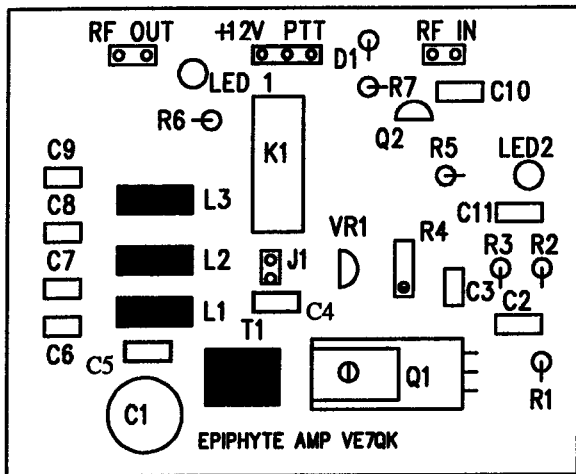 RF OUT
+12V PTT
RF IN
D1
LED 1
R7
C10
R6
Q2
K1
R5
LED2
C9
L3
C8
C11
VR1
R4
R3
R2
C7
L2
J1
C3
C2
L1
C4
C6
T1
C5
Q1
R1
C1
EPIPHYTE AMP VE7QK